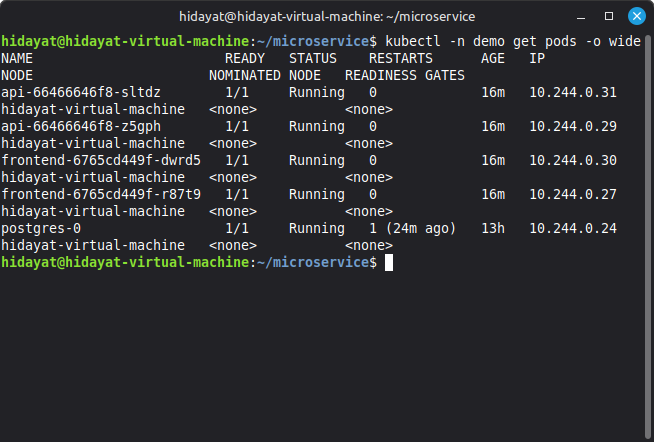 hidayat@hidayat-virtual-machine: ~/microservice
hidayat@hidayat-virtual-machine:~/microservice$ kubectl -n demo get pods -o wide
NAME                        READY   STATUS    RESTARTS      AGE   IP
NODE                      NOMINATED NODE   READINESS GATES
api-66466646f8-sltdz        1/1     Running   0             16m   10.244.0.31
hidayat-virtual-machine   <none>           <none>
api-66466646f8-z5gph        1/1     Running   0             16m   10.244.0.29
hidayat-virtual-machine   <none>           <none>
frontend-6765cd449f-dwrd5   1/1     Running   0             16m   10.244.0.30
hidayat-virtual-machine   <none>           <none>
frontend-6765cd449f-r87t9   1/1     Running   0             16m   10.244.0.27
hidayat-virtual-machine   <none>           <none>
postgres-0                  1/1     Running   1 (24m ago)   13h   10.244.0.24
hidayat-virtual-machine   <none>           <none>
hidayat@hidayat-virtual-machine:~/microservice$